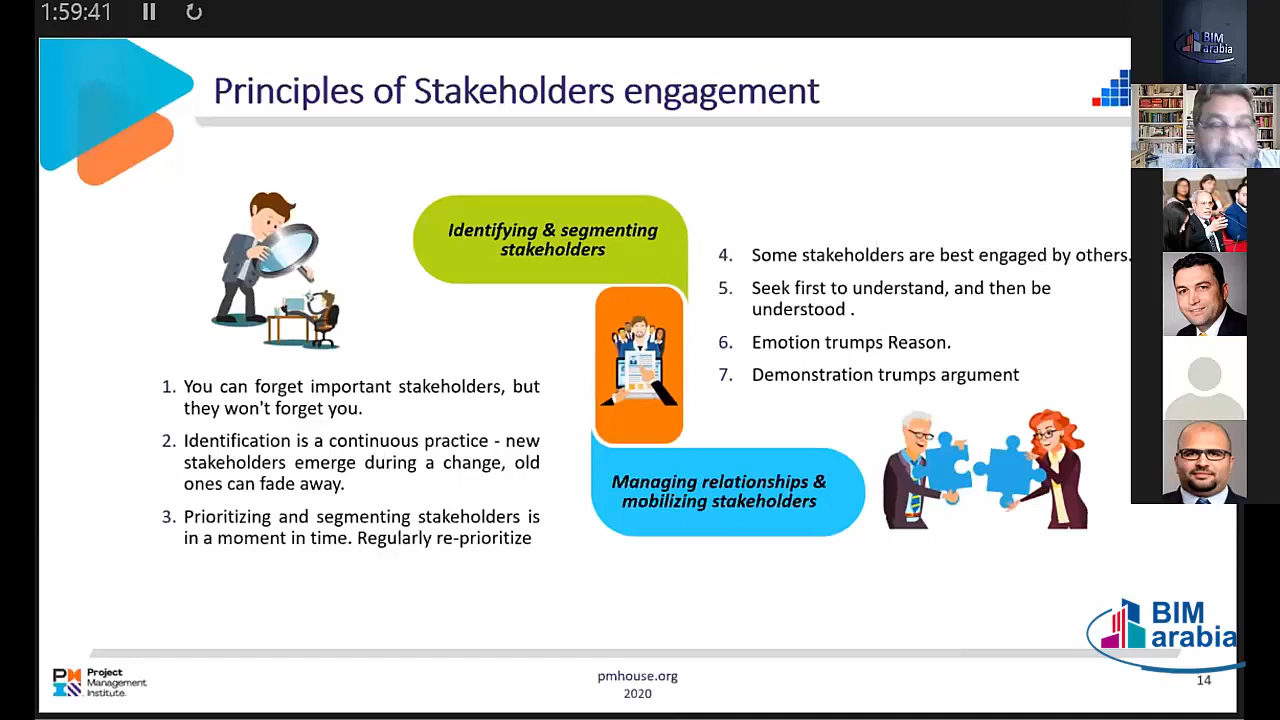 1:59:41
Principles of Stakeholders engagement
BIM
arabia
Identifying & segmenting
stakeholders
1. You can forget important stakeholders, but
they won't forget you.
2. Identification is a continuous practice - new
stakeholders emerge during a change, old
ones can fade away.
3. Prioritizing and segmenting stakeholders is
in a moment in time. Regularly re-prioritize
4. Some stakeholders are best engaged by others.
5. Seek first to understand, and then be
understood .
6. Emotion trumps Reason.
7. Demonstration trumps argument
Managing relationships &
mobilizing stakeholders
BIM
arabia
Project
Management
Institute.
pmhouse.org
2020
14